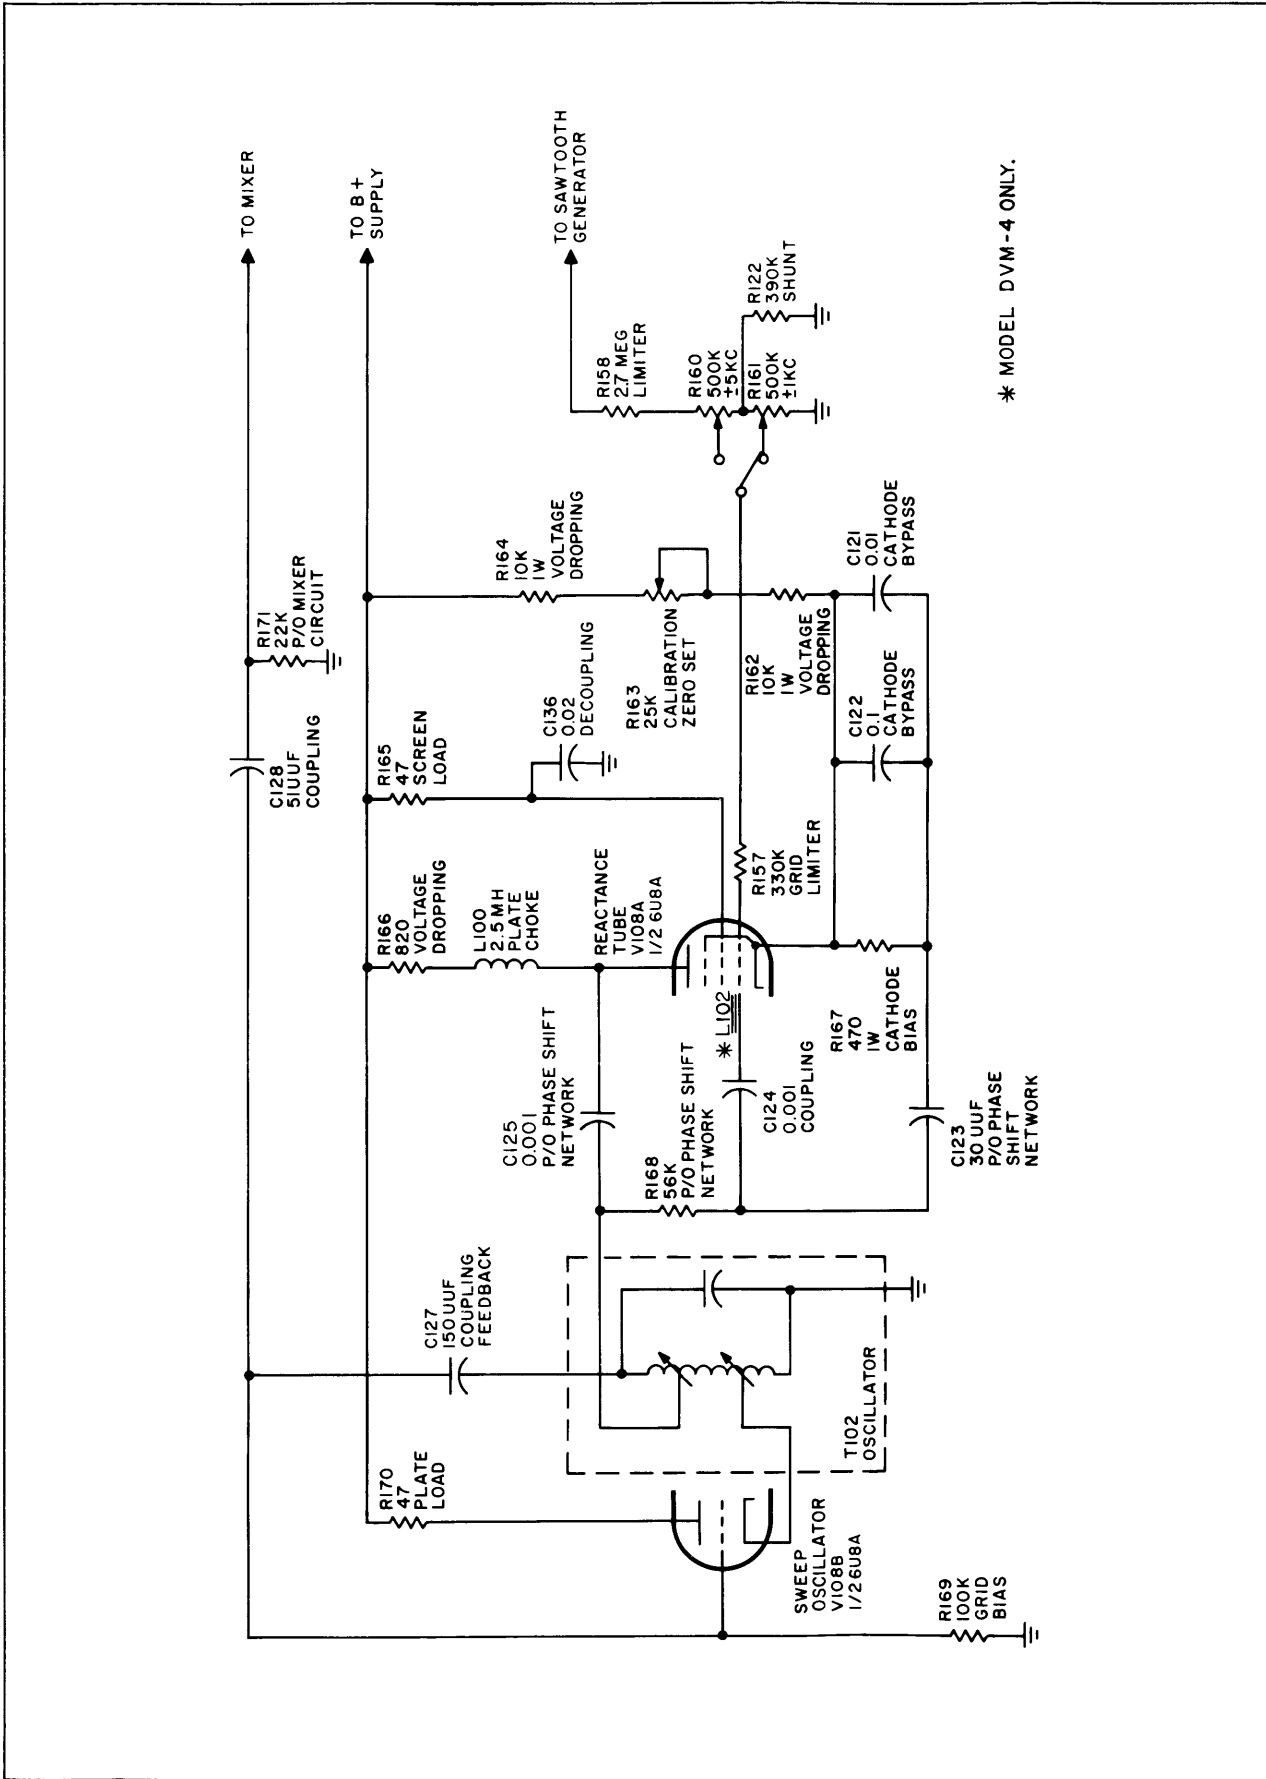 TO MIXER
TO B+
SUPPLY
TO SAWTOOTH
GENERATOR
R171
22K
P/O MIXER
CIRCUIT
C128
51UUF
COUPLING
R158
2.7 MEG
LIMITER
R160
500K
±5KC
R161
500K
±1KC
R122
390K
SHUNT
* MODEL DVM-4 ONLY.
R164
10K
1W
VOLTAGE
DROPPING
R163
25K
CALIBRATION
ZERO SET
R162
10K
1W
VOLTAGE
DROPPING
C121
0.01
CATHODE
BYPASS
C122
0.1
CATHODE
BYPASS
C136
0.02
DECOUPLING
R165
47
SCREEN
LOAD
R166
820
VOLTAGE
DROPPING
L100
2.5 MH
PLATE
CHOKE
REACTANCE
TUBE
V108A
1/2 6U8A
R157
330K
GRID
LIMITER
* L102
R167
470
1W
CATHODE
BIAS
C125
0.001
P/O PHASE SHIFT
NETWORK
R168
56K
P/O PHASE SHIFT
NETWORK
C124
0.001
COUPLING
C123
30 UUF
P/O PHASE
SHIFT
NETWORK
C127
150UUF
COUPLING
FEEDBACK
T102
OSCILLATOR
R170
47
PLATE
LOAD
SWEEP
OSCILLATOR
V108B
1/2 6U8A
R169
100K
GRID
BIAS